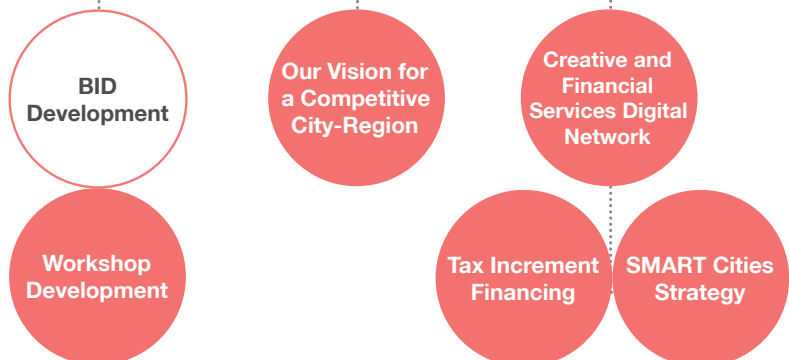 BID
Development
Our Vision for
a Competitive
City-Region
Creative and
Financial
Services Digital
Network
Workshop
Development
Tax Increment
Financing
SMART Cities
Strategy